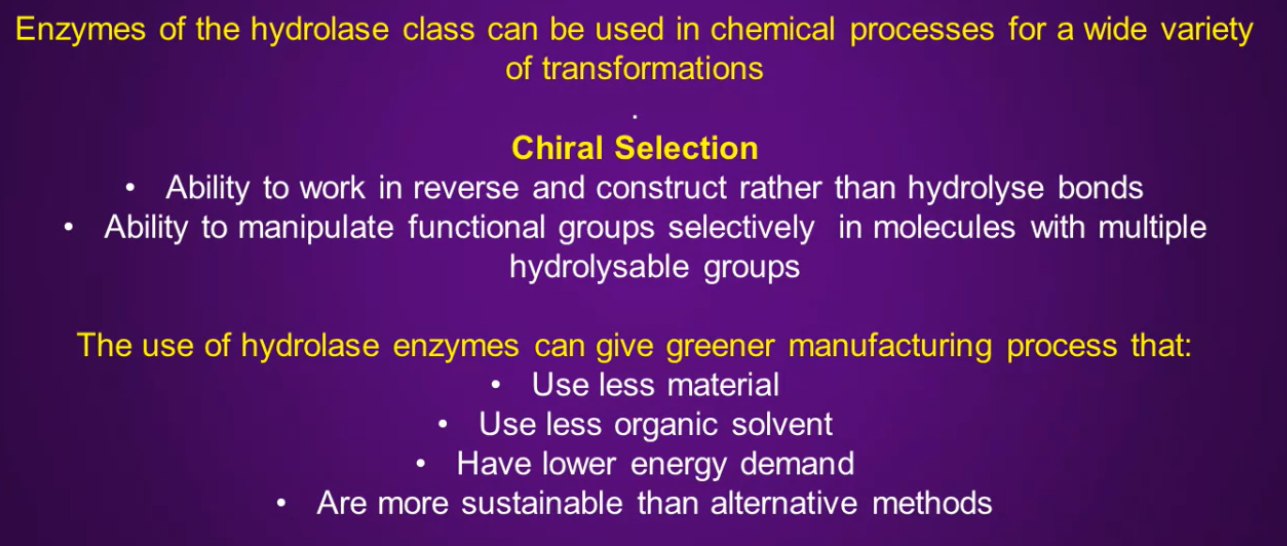 Enzymes of the hydrolase class can be used in chemical processes for a wide variety
of transformations
.
Chiral Selection
• Ability to work in reverse and construct rather than hydrolyse bonds
• Ability to manipulate functional groups selectively in molecules with multiple
hydrolysable groups
The use of hydrolase enzymes can give greener manufacturing process that:
• Use less material
• Use less organic solvent
• Have lower energy demand
• Are more sustainable than alternative methods